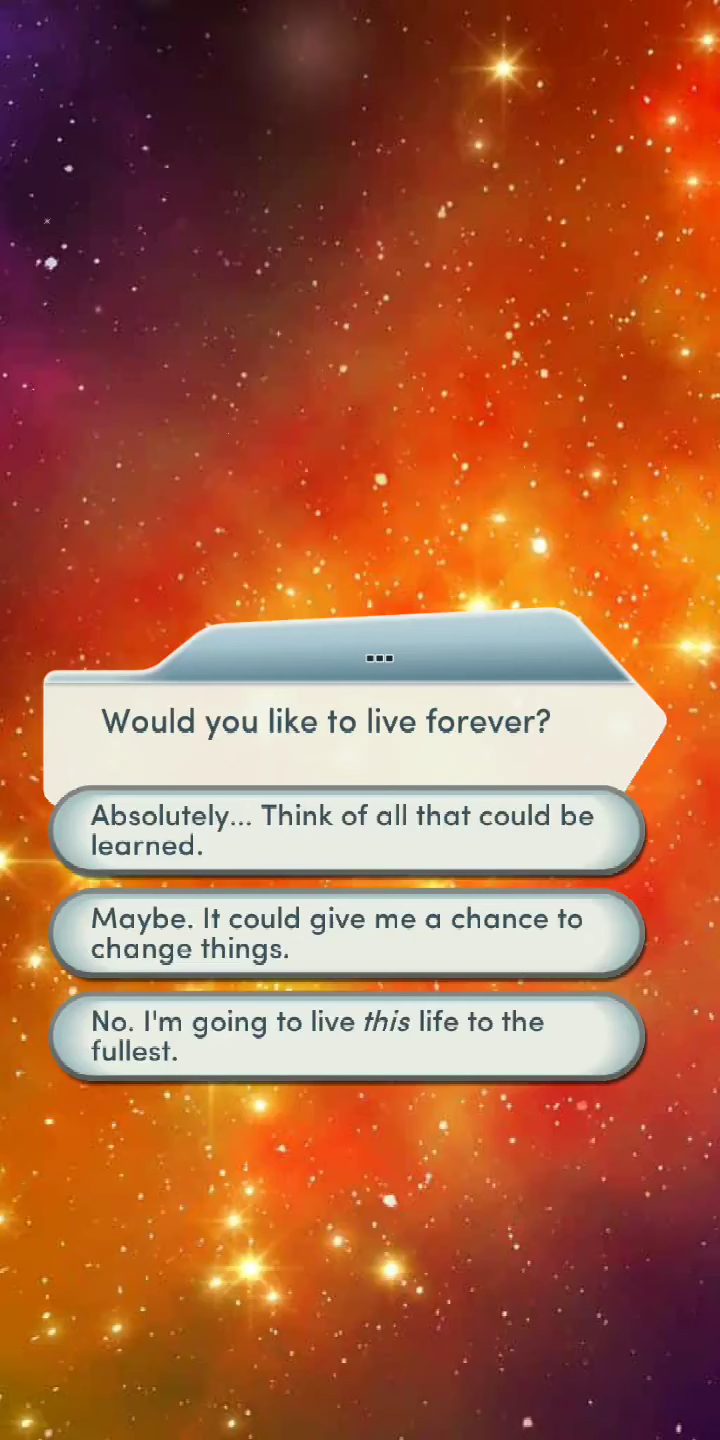 ...
Would you like to live forever?
Absolutely... Think of all that could be
learned.
Maybe. It could give me a chance to
change things.
No. I'm going to live this life to the
fullest.